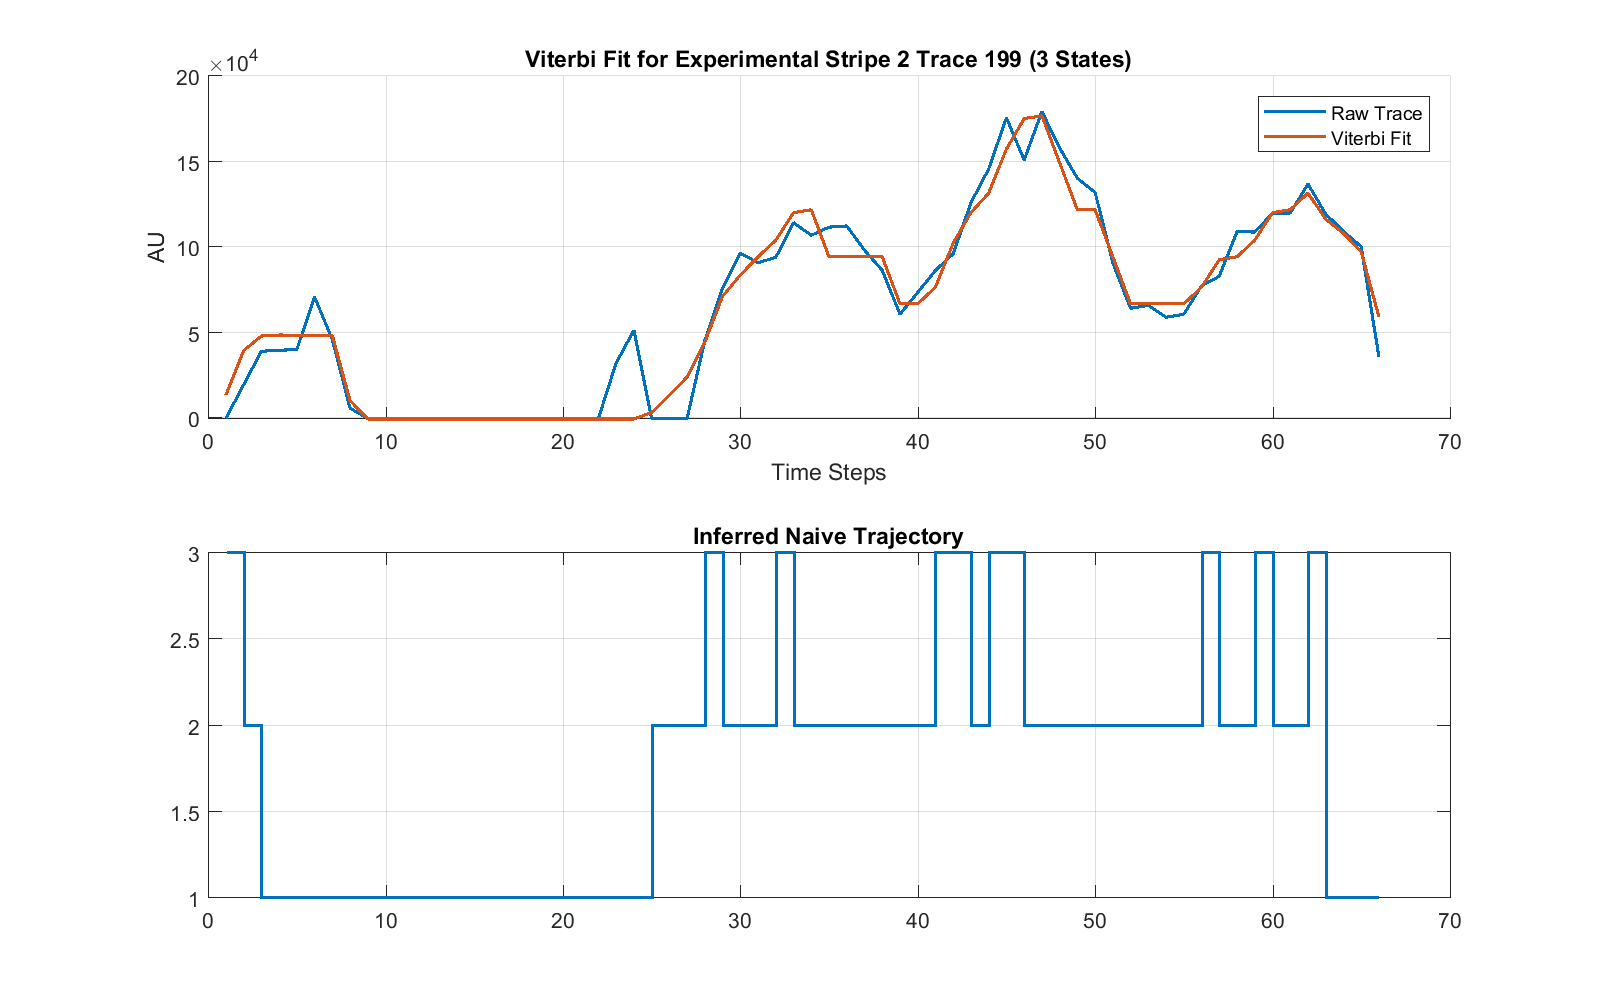 Viterbi Fit for Experimental Stripe 2 Trace 199 (3 States)
×10⁴
20
15
10
5
0
AU
Raw Trace
Viterbi Fit
0 10 20 30 40 50 60 70
Time Steps
Inferred Naive Trajectory
3
2.5
2
1.5
1
0 10 20 30 40 50 60 70